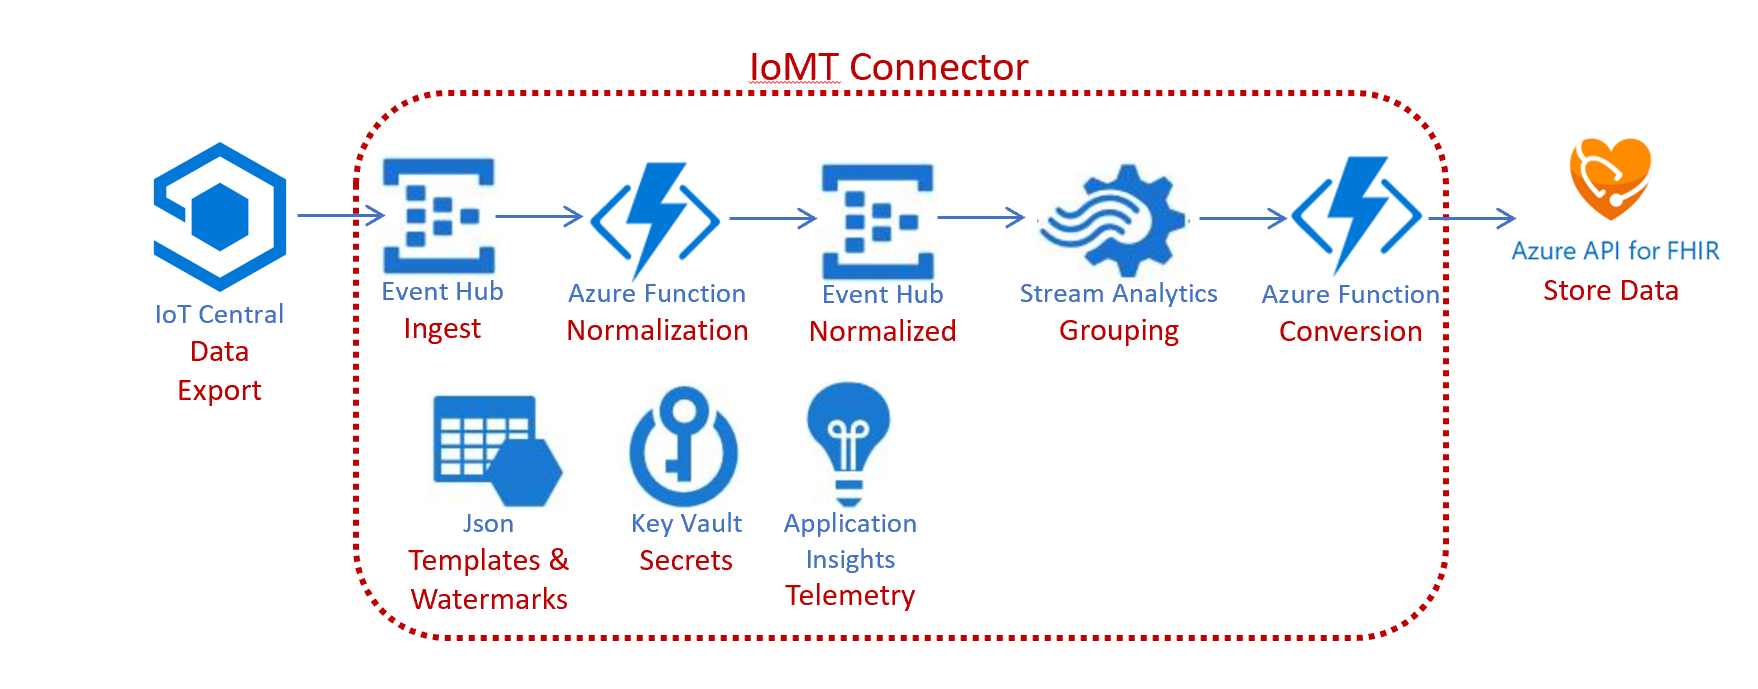 IoMT Connector
IoT Central
Data
Export
Event Hub
Ingest
Azure Function
Normalization
Event Hub
Normalized
Stream Analytics
Grouping
Azure Function
Conversion
Azure API for FHIR
Store Data
Json
Templates &
Watermarks
Key Vault
Secrets
Application
Insights
Telemetry